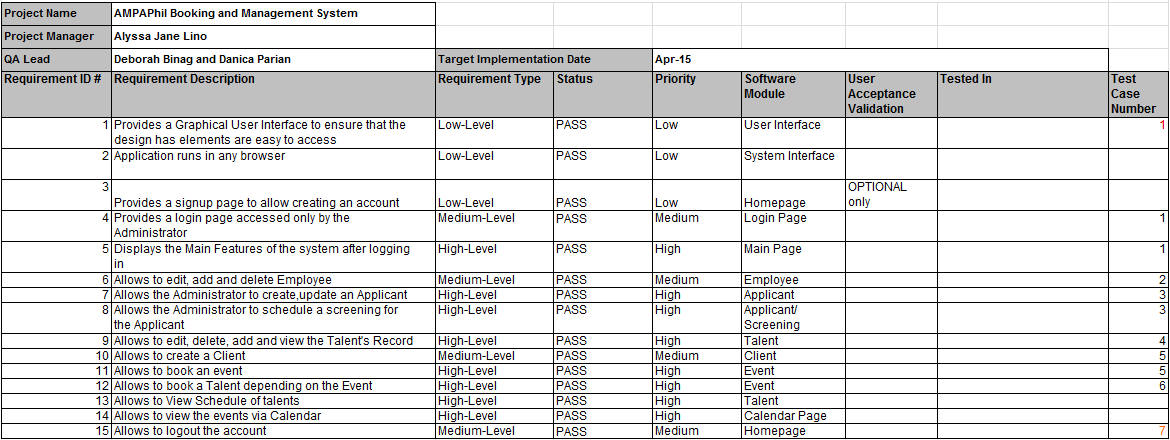 Project Name AMPAPhil Booking and Management System
Project Manager Alyssa Jane Lino
QA Lead Deborah Binag and Danica Parian Target Implementation Date Apr-15
Requirement ID # Requirement Description Requirement Type Status Priority Software User Tested In Test
Module Acceptance Case
Validation Number
1 Provides a Graphical User Interface to ensure that the Low-Level PASS Low User Interface 1
design has elements are easy to access
2 Application runs in any browser Low-Level PASS Low System Interface
3 OPTIONAL
Provides a signup page to allow creating an account Low-Level PASS Low Homepage only
4 Provides a login page accessed only by the Medium-Level PASS Medium Login Page 1
Administrator
5 Displays the Main Features of the system after logging High-Level PASS High Main Page 1
in
6 Allows to edit, add and delete Employee Medium-Level PASS Medium Employee 2
7 Allows the Administrator to create,update an Applicant High-Level PASS High Applicant 3
8 Allows the Administrator to schedule a screening for High-Level PASS High Applicant/ 3
the Applicant Screening
9 Allows to edit, delete, add and view the Talent's Record High-Level PASS High Talent 4
10 Allows to create a Client Medium-Level PASS Medium Client 5
11 Allows to book an event High-Level PASS High Event 5
12 Allows to book a Talent depending on the Event High-Level PASS High Event 6
13 Allows to View Schedule of talents High-Level PASS High Talent
14 Allows to view the events via Calendar High-Level PASS High Calendar Page
15 Allows to logout the account Medium-Level PASS Medium Homepage 7